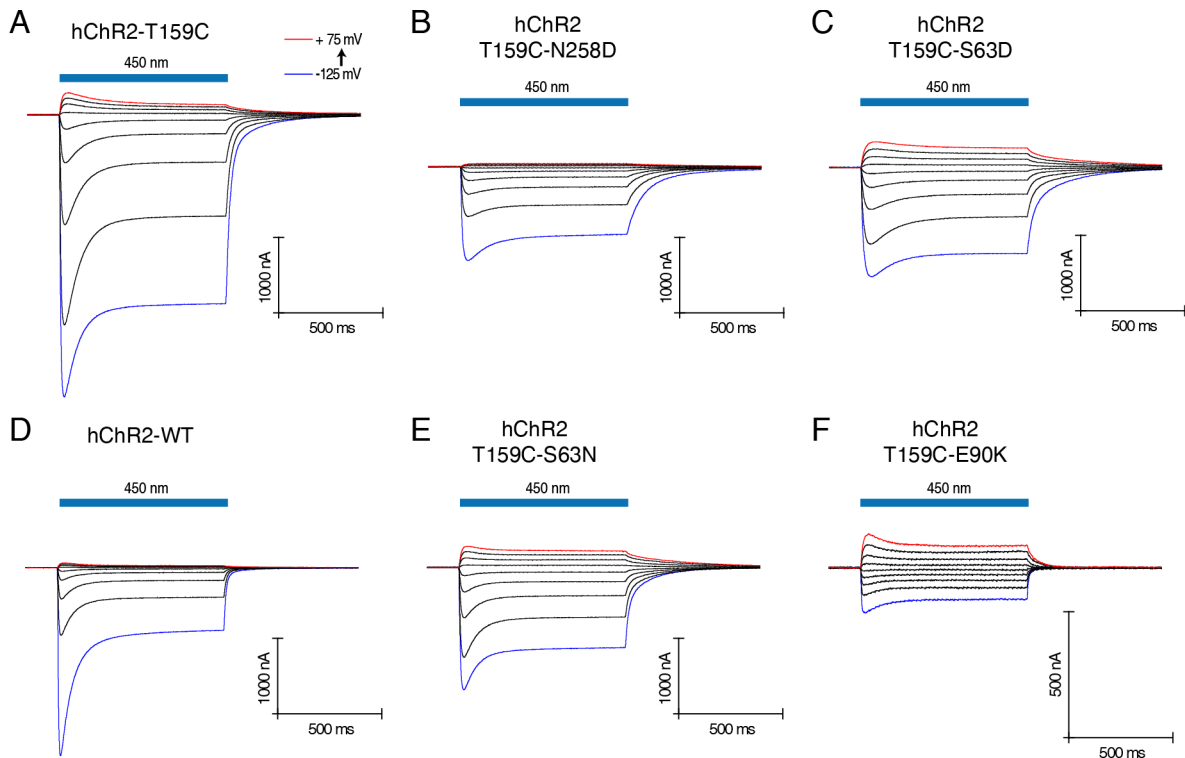 A
hChR2-T159C
+ 75 mV
-125 mV
450 nm
1000 nA
500 ms
B
hChR2
T159C-N258D
450 nm
1000 nA
500 ms
C
hChR2
T159C-S63D
450 nm
1000 nA
500 ms
D
hChR2-WT
450 nm
1000 nA
500 ms
E
hChR2
T159C-S63N
450 nm
1000 nA
500 ms
F
hChR2
T159C-E90K
450 nm
500 nA
500 ms